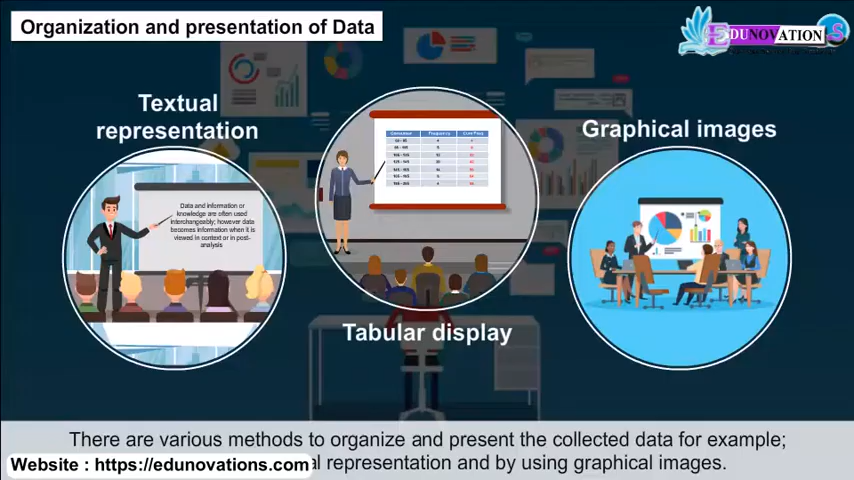 Organization and presentation of Data
EDUNOVATION S
Textual
representation
Graphical images
Data and information or
knowledge are often used
interchangeably; however data
becomes information when it is
viewed in context or in post-
analysis
Frequency
Tabular display
There are various methods to organize and present the collected data for example;
Website : https://edunovations.com
representation and by using graphical images.